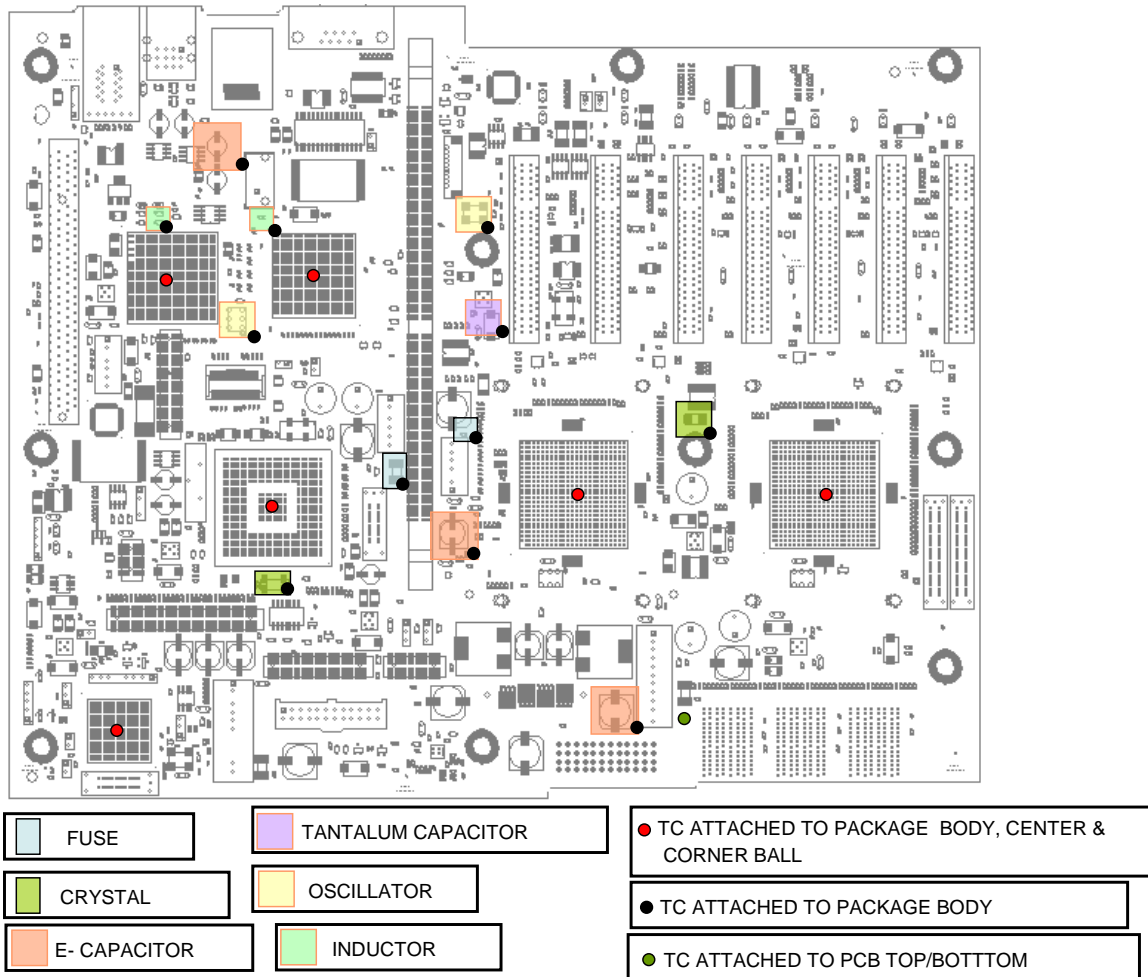 FUSE
TANTALUM CAPACITOR
TC ATTACHED TO PACKAGE BODY, CENTER &
CORNER BALL
CRYSTAL
OSCILLATOR
TC ATTACHED TO PACKAGE BODY
E- CAPACITOR
INDUCTOR
TC ATTACHED TO PCB TOP/BOTTTOM